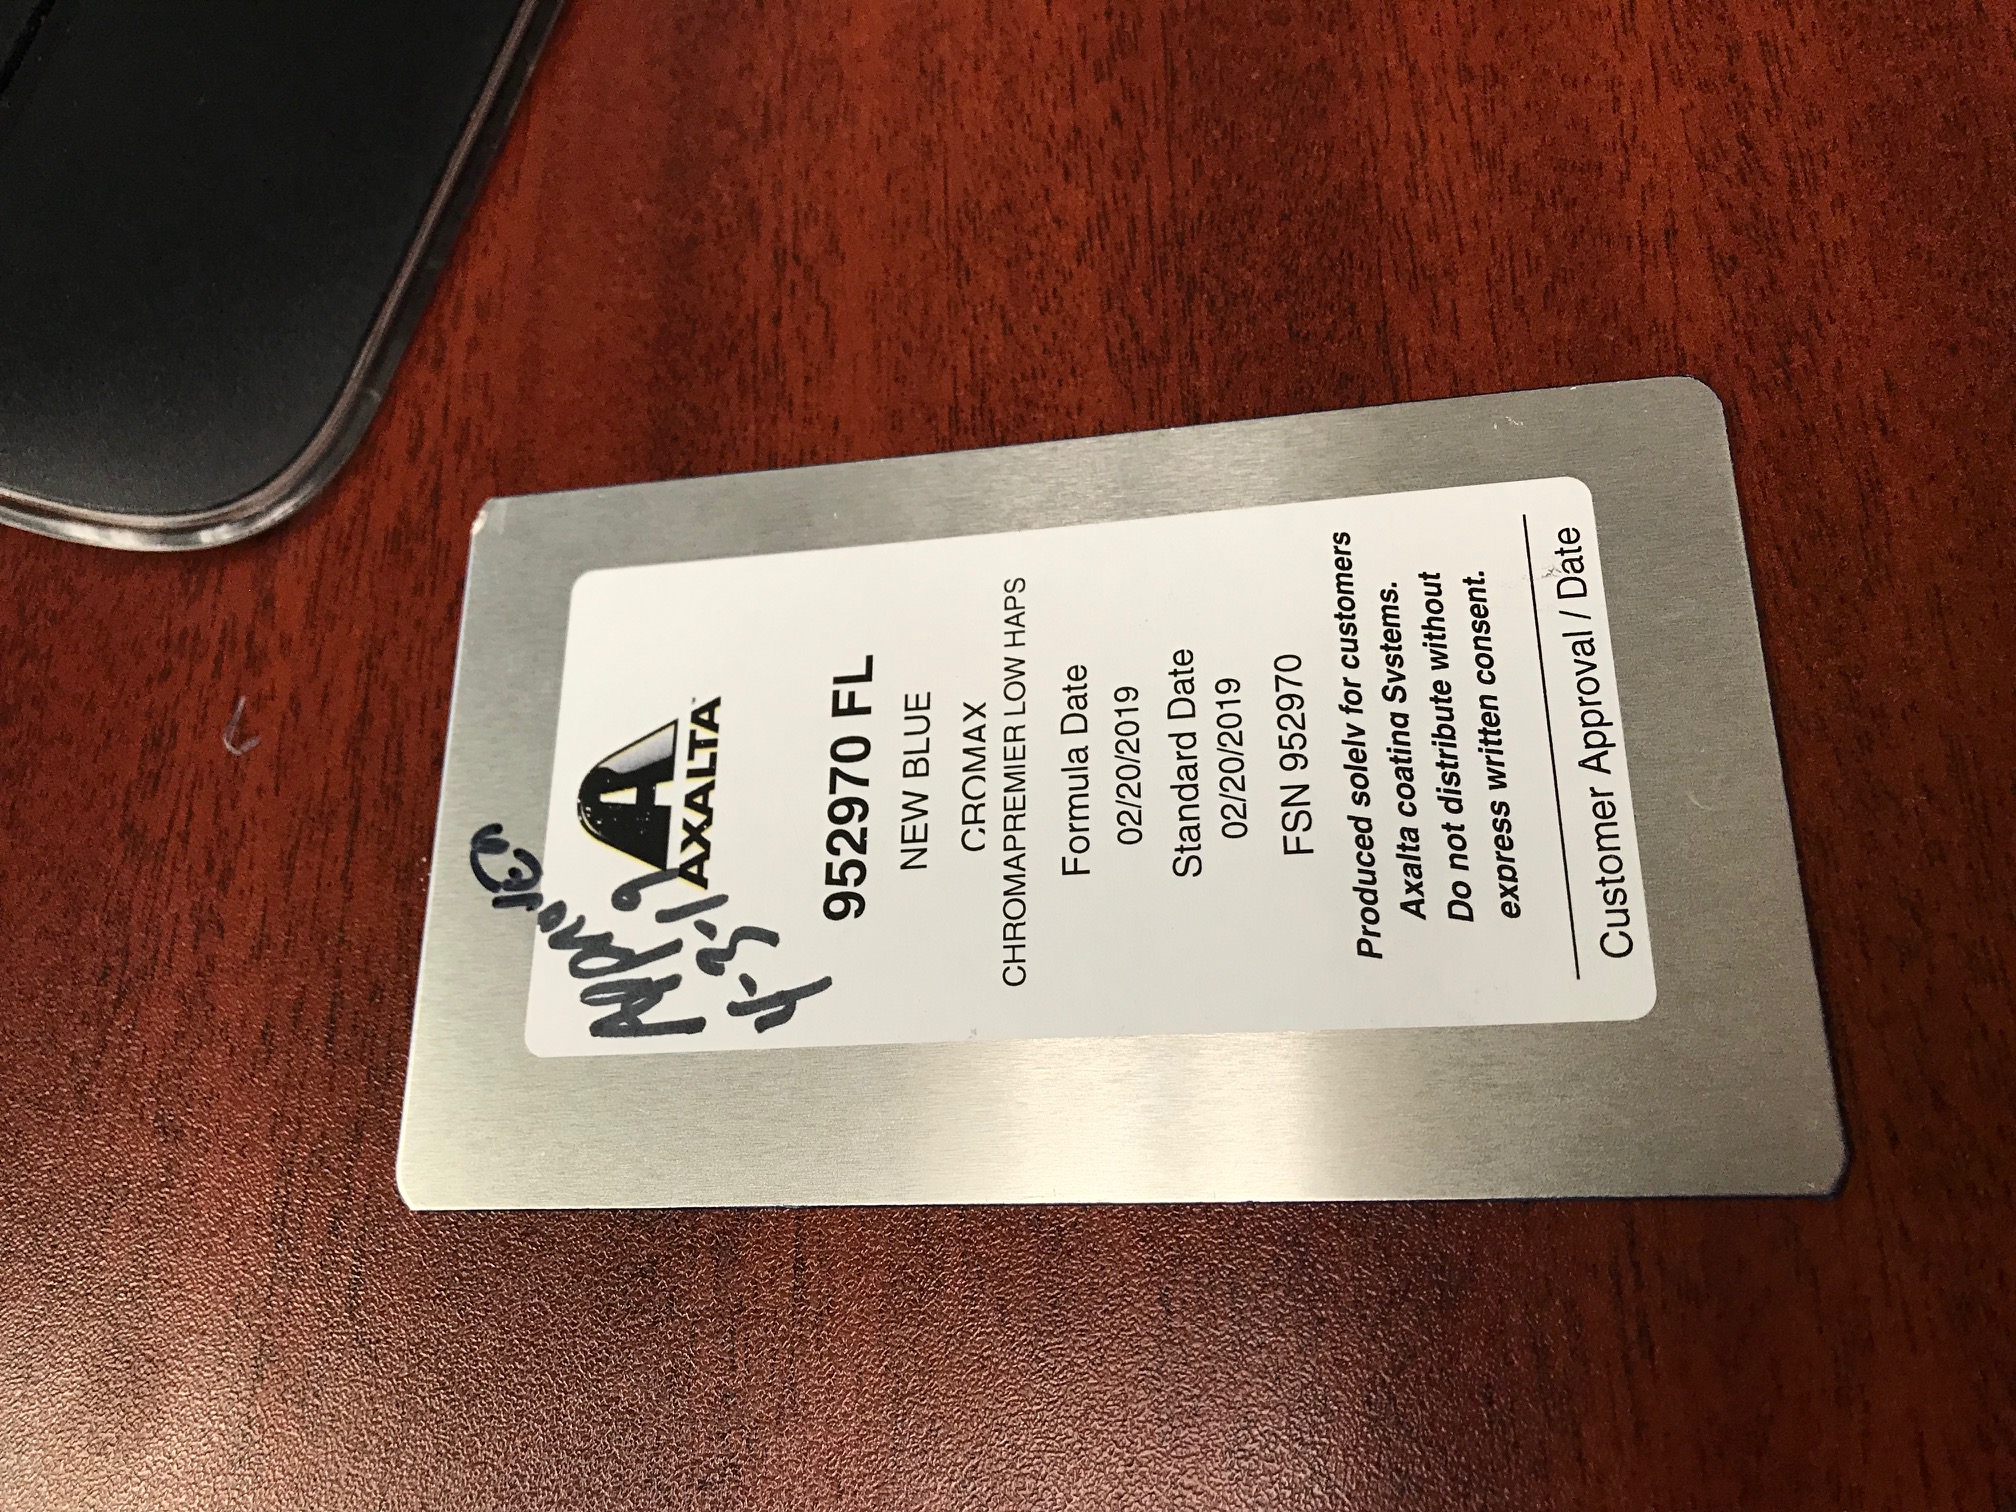 Approved
4-3-19
A
AXALTA
952970 FL
NEW BLUE
CROMAX
CHROMAPREMIER LOW HAPS
Formula Date
02/20/2019
Standard Date
02/20/2019
FSN 952970
Produced solely for customers
Axalta coating Systems.
Do not distribute without
express written consent.
Customer Approval / Date